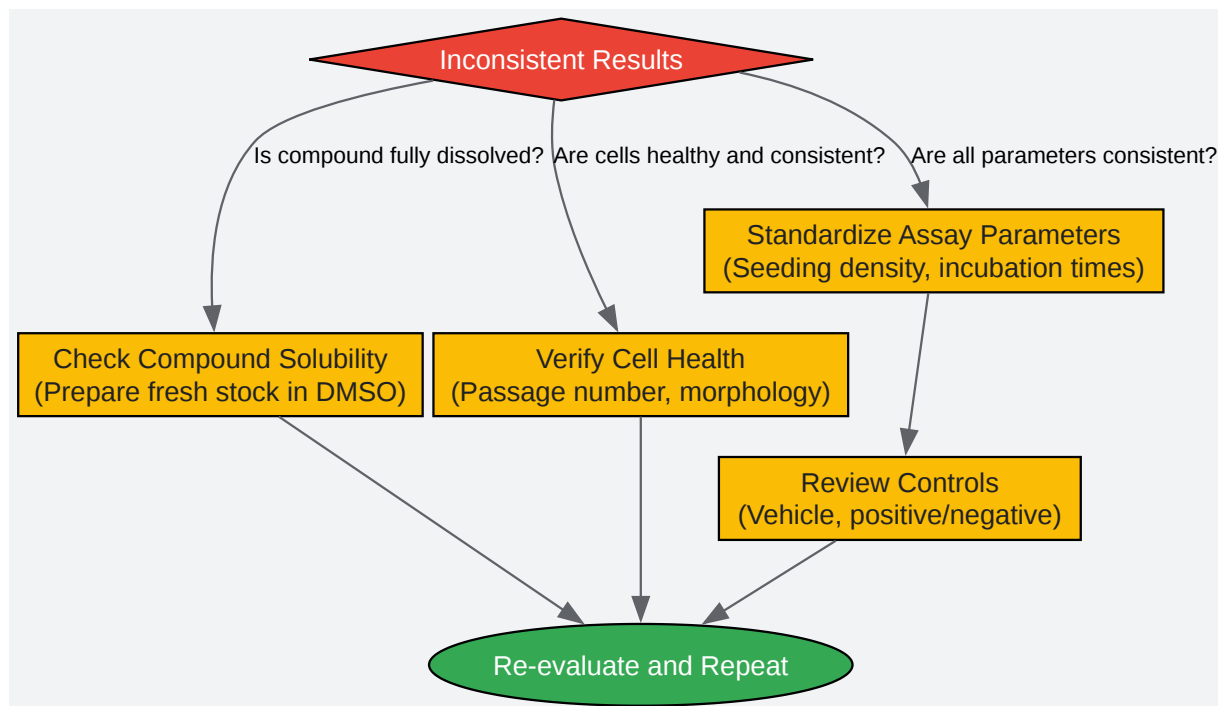 Inconsistent Results
Is compound fully dissolved?
Are cells healthy and consistent?
Are all parameters consistent?
Standardize Assay Parameters
(Seeding density, incubation times)
Check Compound Solubility
(Prepare fresh stock in DMSO)
Verify Cell Health
(Passage number, morphology)
Review Controls
(Vehicle, positive/negative)
Re-evaluate and Repeat